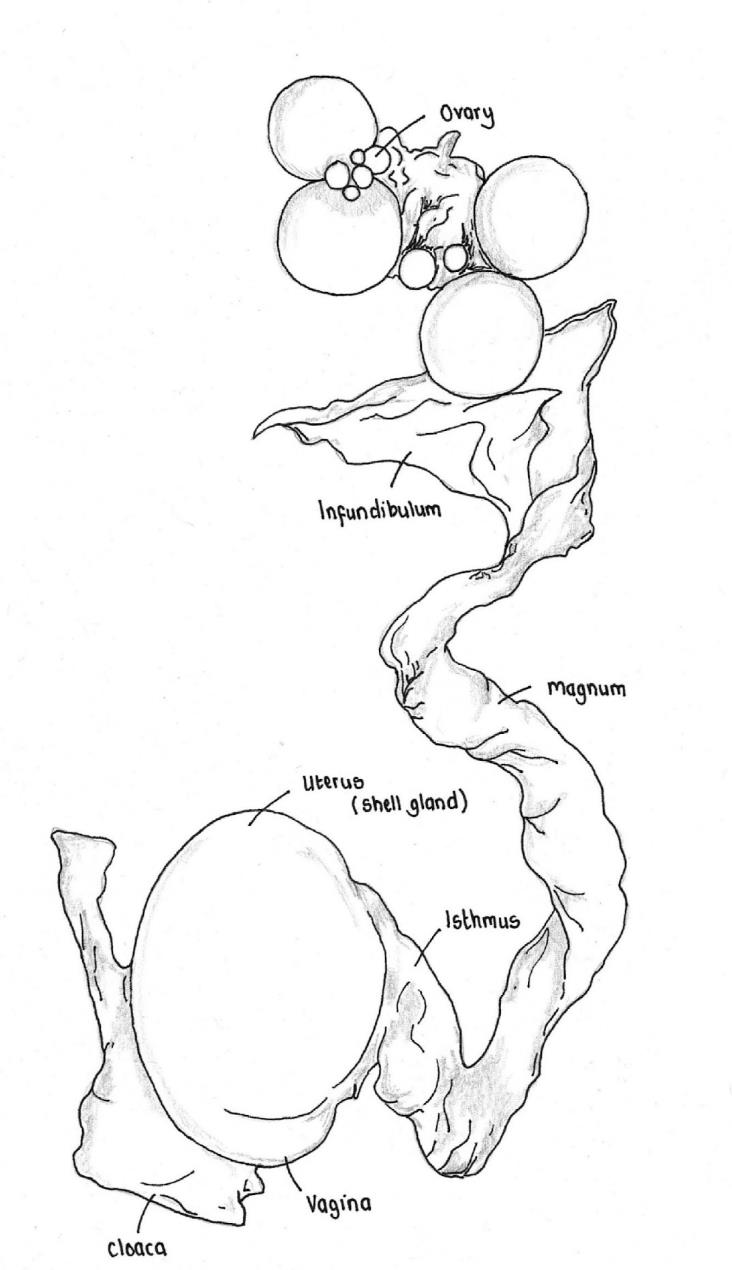 Ovary
Infundibulum
Magnum
Uterus
(shell gland)
Isthmus
Vagina
Cloaca